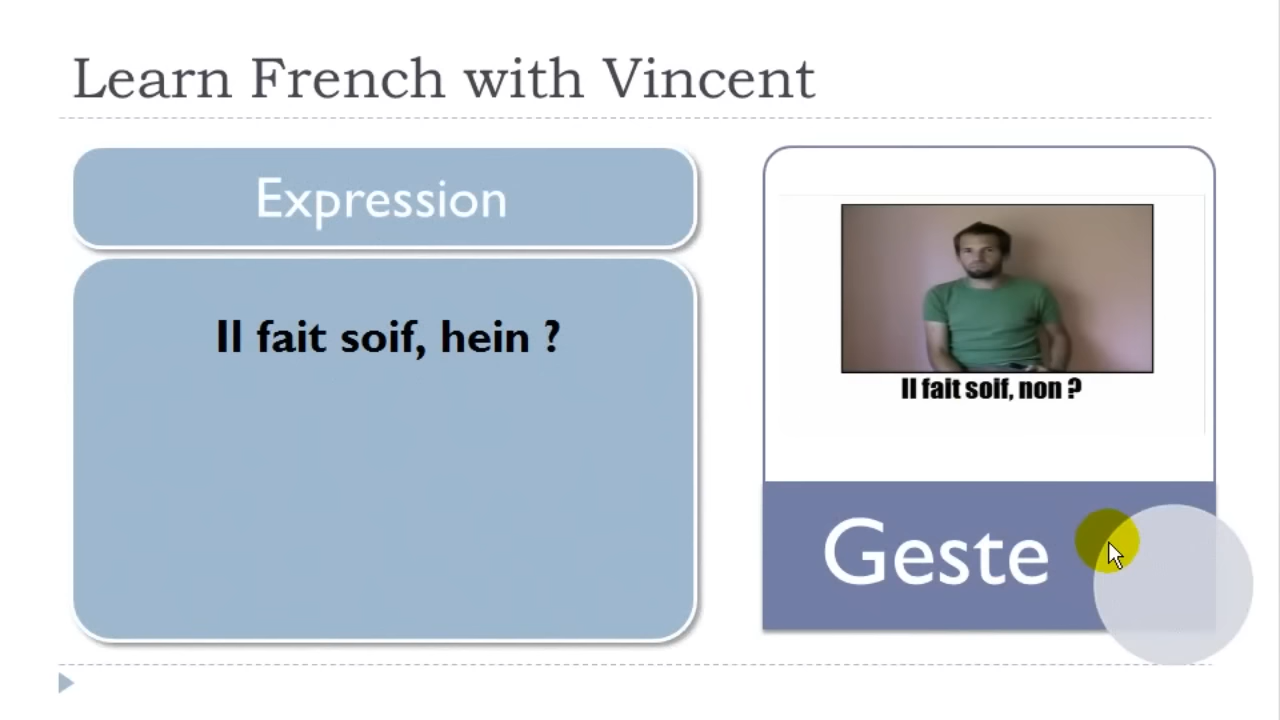 Learn French with Vincent
Expression
Il fait soif, hein ?
Il fait soif, non ?
Geste